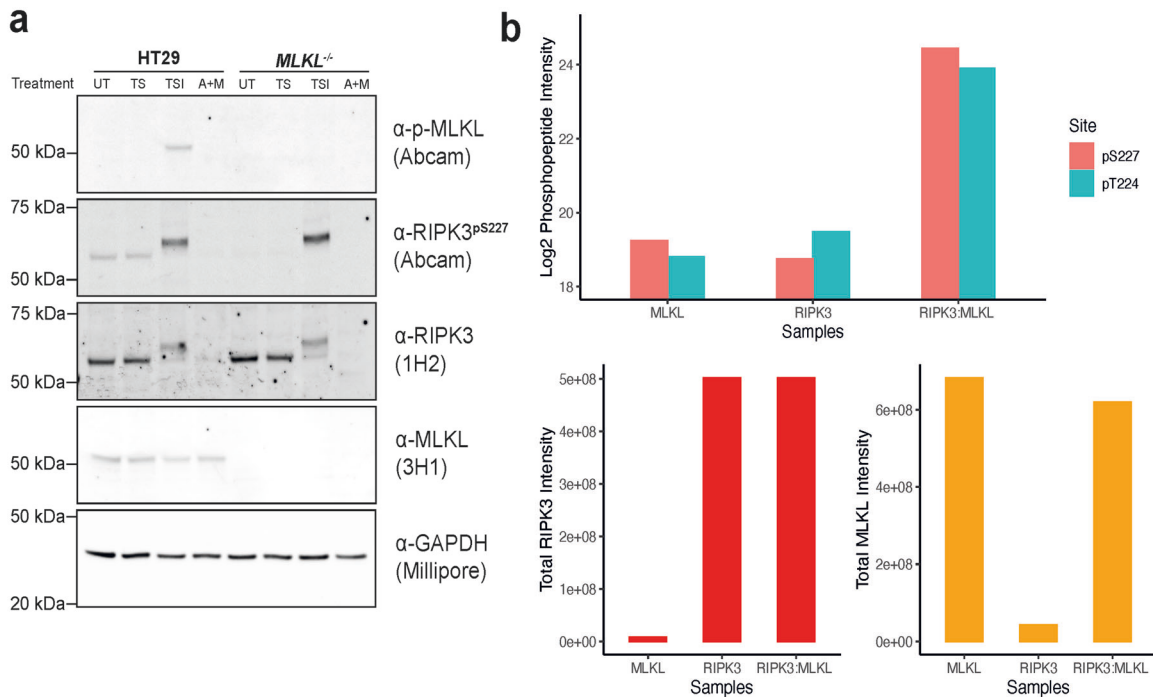 a
HT29
MLKL-/-
Treatment
UT
TS
TSI
A+M
UT
TS
TSI
A+M
50 kDa
α-p-MLKL
(Abcam)
75 kDa
50 kDa
α-RIPK3pS227
(Abcam)
75 kDa
50 kDa
α-RIPK3
(1H2)
50 kDa
α-MLKL
(3H1)
50 kDa
20 kDa
α-GAPDH
(Millipore)
b
Log2 Phosphopeptide Intensity
24
22
20
18
MLKL
RIPK3
RIPK3:MLKL
Samples
Site
pS227
pT224
Total RIPK3 Intensity
5e+08
4e+08
3e+08
2e+08
1e+08
0e+00
MLKL
RIPK3
RIPK3:MLKL
Samples
Total MLKL Intensity
6e+08
4e+08
2e+08
0e+00
MLKL
RIPK3
RIPK3:MLKL
Samples